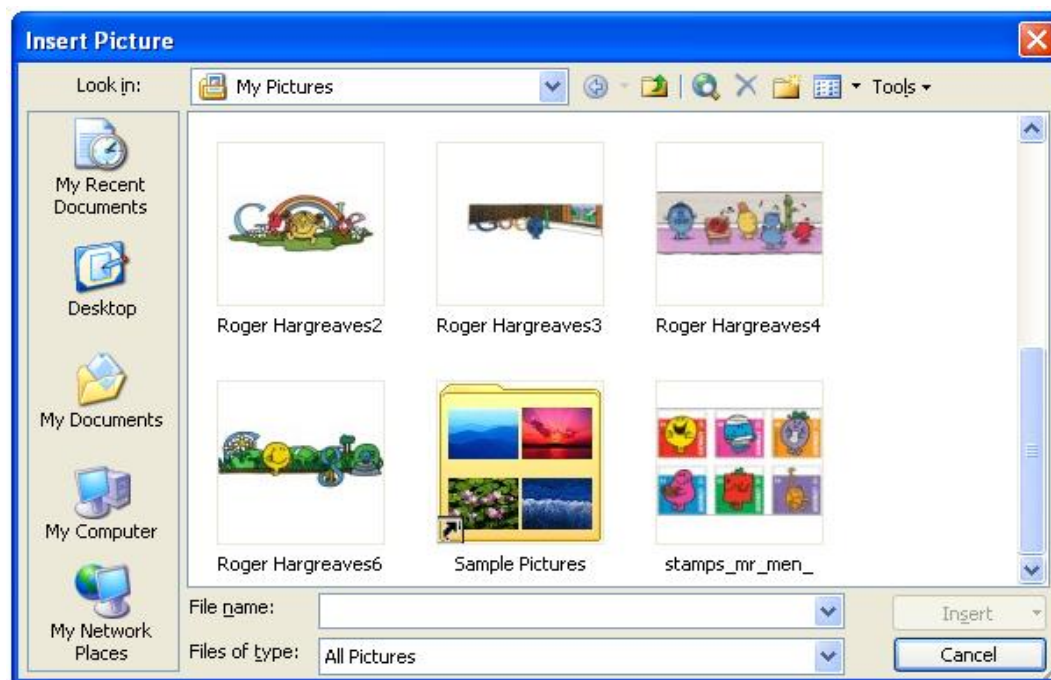 Insert Picture
Look in:
My Pictures
Tools
My Recent
Documents
Desktop
My Documents
My Computer
My Network
Places
Google
Google
Roger Hargreaves2
Roger Hargreaves3
Roger Hargreaves4
Roger Hargreaves6
Sample Pictures
stamps_mr_men_
File name:
Insert
Files of type:
All Pictures
Cancel